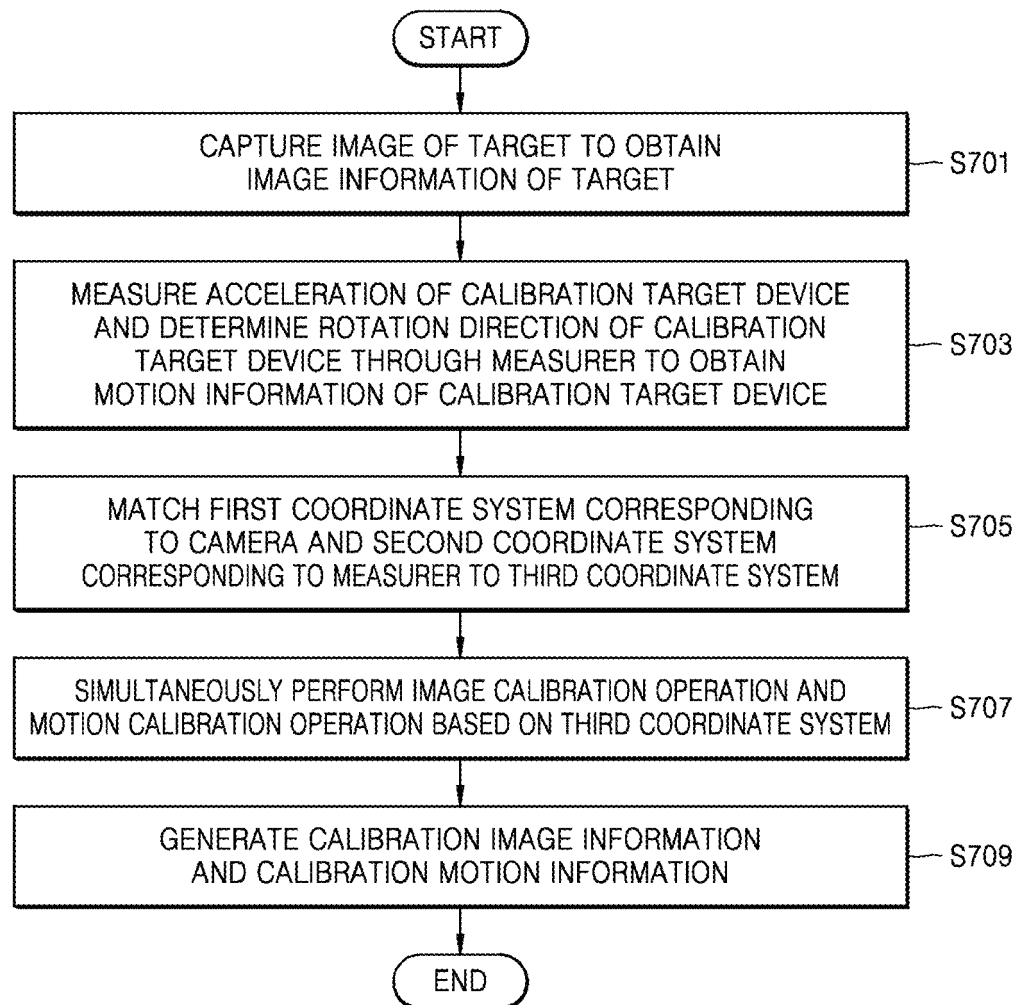 START
CAPTURE IMAGE OF TARGET TO OBTAIN
IMAGE INFORMATION OF TARGET
S701
MEASURE ACCELERATION OF CALIBRATION TARGET DEVICE
AND DETERMINE ROTATION DIRECTION OF CALIBRATION
TARGET DEVICE THROUGH MEASURER TO OBTAIN
MOTION INFORMATION OF CALIBRATION TARGET DEVICE
S703
MATCH FIRST COORDINATE SYSTEM CORRESPONDING
TO CAMERA AND SECOND COORDINATE SYSTEM
CORRESPONDING TO MEASURER TO THIRD COORDINATE SYSTEM
S705
SIMULTANEOUSLY PERFORM IMAGE CALIBRATION OPERATION AND
MOTION CALIBRATION OPERATION BASED ON THIRD COORDINATE SYSTEM
S707
GENERATE CALIBRATION IMAGE INFORMATION
AND CALIBRATION MOTION INFORMATION
S709
END